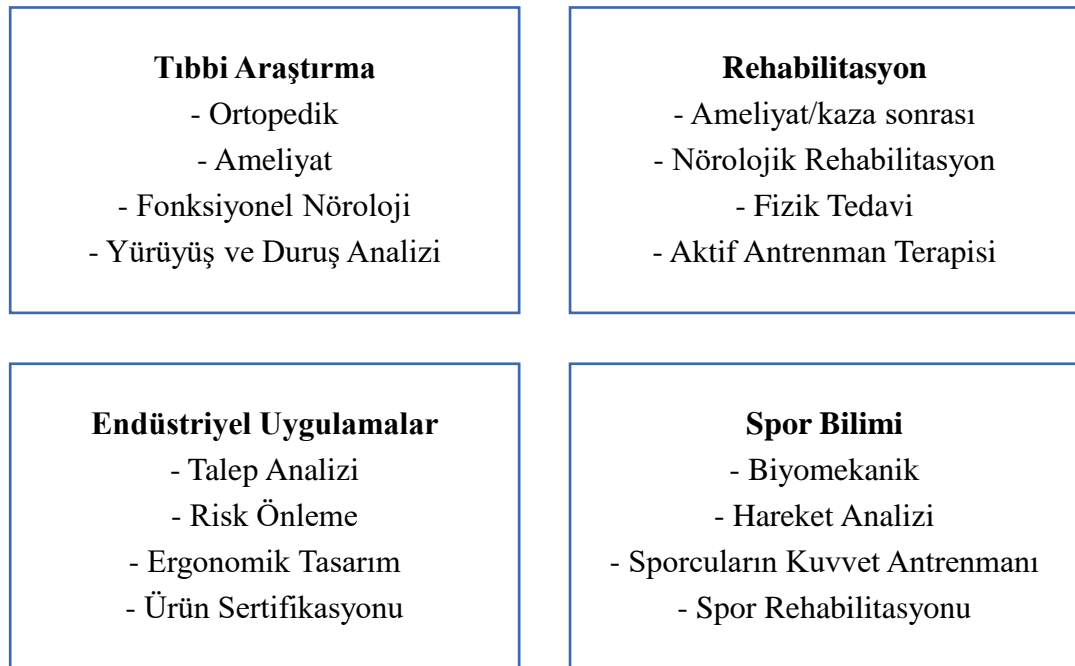 Tıbbi Araştırma
- Ortopedik
- Ameliyat
- Fonksiyonel Nöroloji
- Yürüyüş ve Duruş Analizi
Rehabilitasyon
- Ameliyat/kaza sonrası
- Nörolojik Rehabilitasyon
- Fizik Tedavi
- Aktif Antrenman Terapisi
Endüstriyel Uygulamalar
- Talep Analizi
- Risk Önleme
- Ergonomik Tasarım
- Ürün Sertifikasyonu
Spor Bilimi
- Biyomekanik
- Hareket Analizi
- Sporcuların Kuvvet Antrenmanı
- Spor Rehabilitasyonu